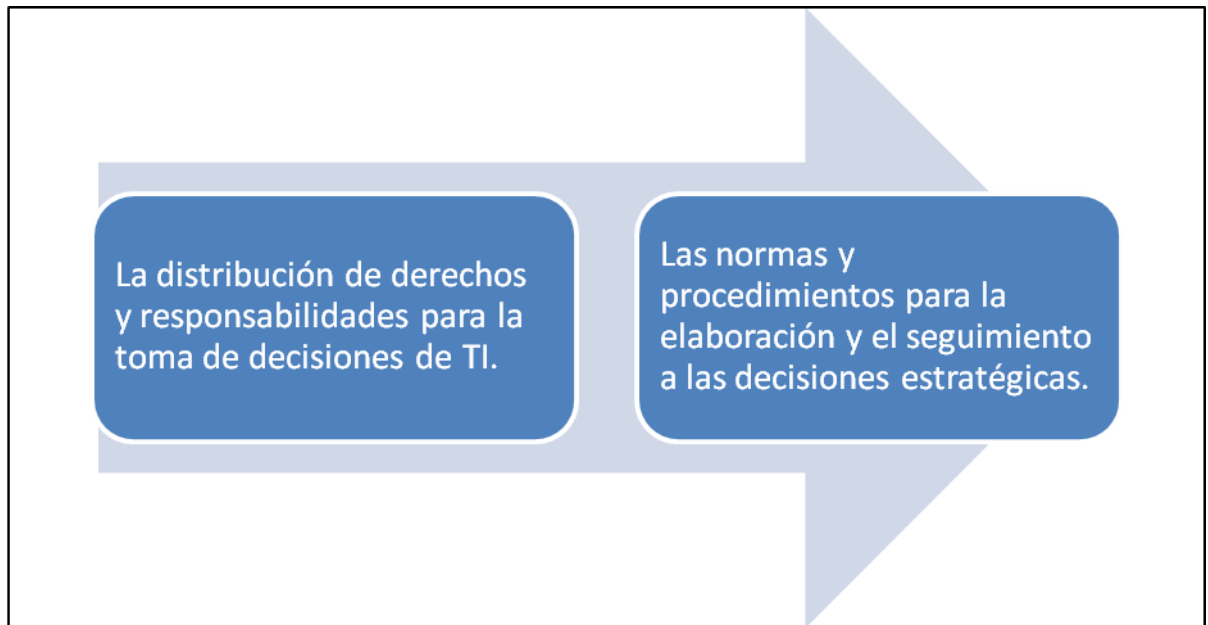 La distribución de derechos
y responsabilidades para la
toma de decisiones de TI.
Las normas y
procedimientos para la
elaboración y el seguimiento
a las decisiones estratégicas.